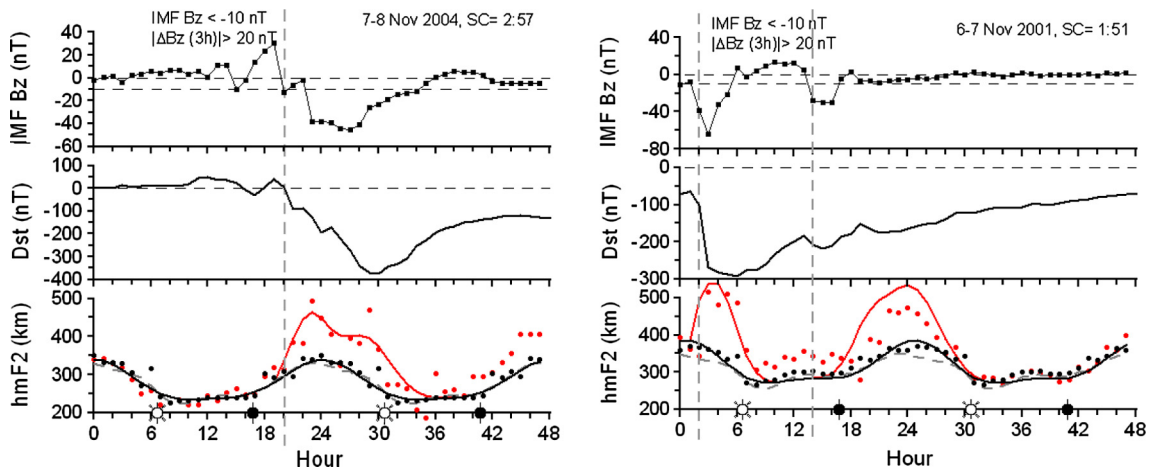 IMF Bz < -10 nT
|ΔBz (3h)|> 20 nT
7-8 Nov 2004, SC= 2:57
IMF Bz (nT)
40
20
0
-20
-40
-60
Dst (nT)
100
0
-100
-200
-300
-400
hmF2 (km)
500
400
300
200
0 6 12 18 24 30 36 42 48
Hour
IMF Bz < -10 nT
|ΔBz (3h)|> 20 nT
6-7 Nov 2001, SC= 1:51
IMF Bz (nT)
40
0
-40
-80
Dst (nT)
0
-100
-200
-300
hmF2 (km)
500
400
300
200
0 6 12 18 24 30 36 42 48
Hour